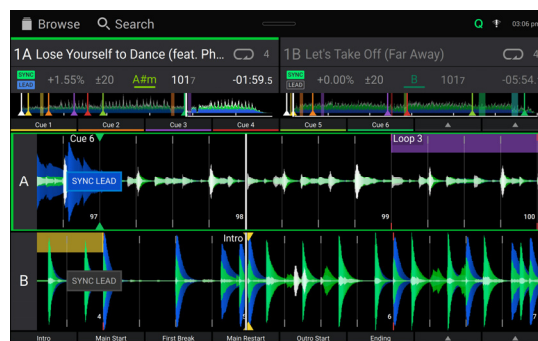 Browse Search Q 03:06 pm
1A Lose Yourself to Dance (feat. Ph... 4
1B Let's Take Off (Far Away) 4
SYNC LEAD +1.55% ±20 A#m 1017 -01:59.5
SYNC LEAD +0.00% ±20 B 1017 -05:54.
Cue 1 Cue 2 Cue 3 Cue 4 Cue 5 Cue 6
Cue 6 Loop 3
A SYNC LEAD
97 98 99 100
Intro
B SYNC LEAD
4 5 6 7
Intro Main Start First Break Main Restart Outro Start Ending